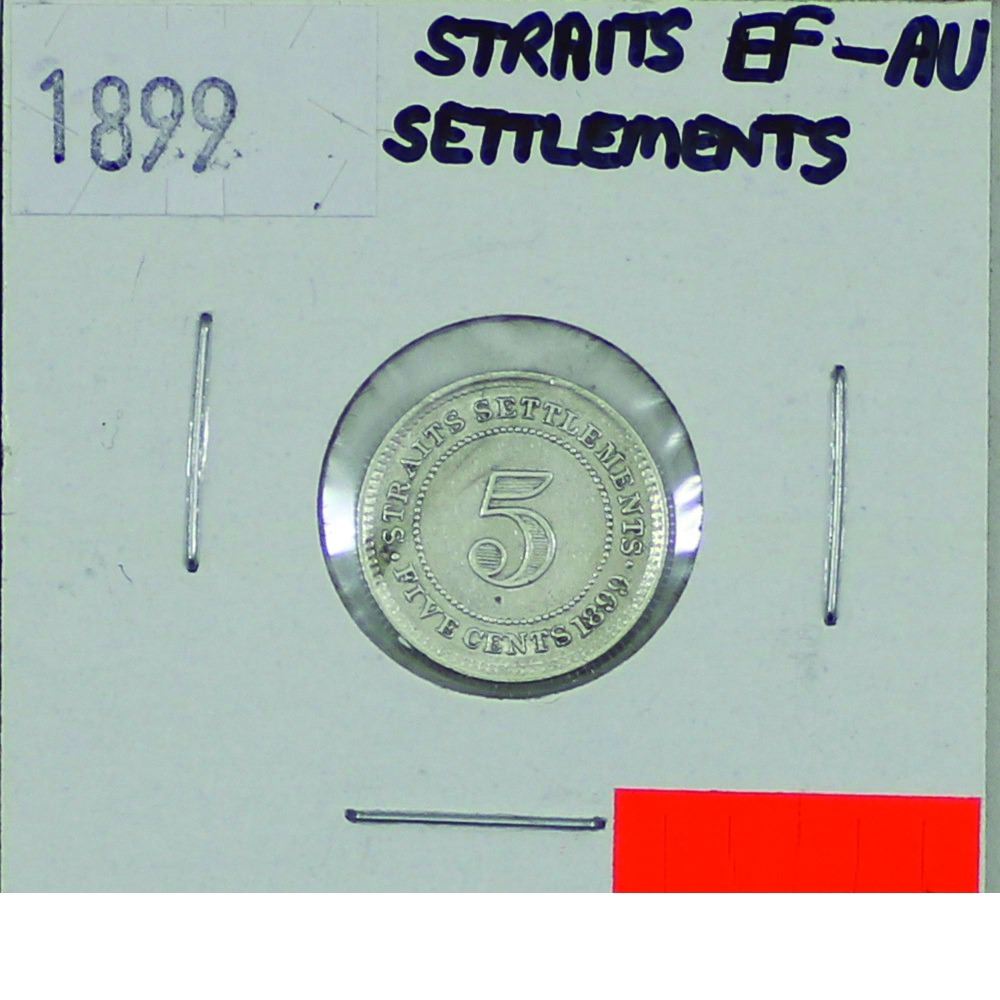 1899
STRAITS EF-AU
SETTLEMENTS
· STRAITS SETTLEMENTS ·
5
FIVE CENTS 1899